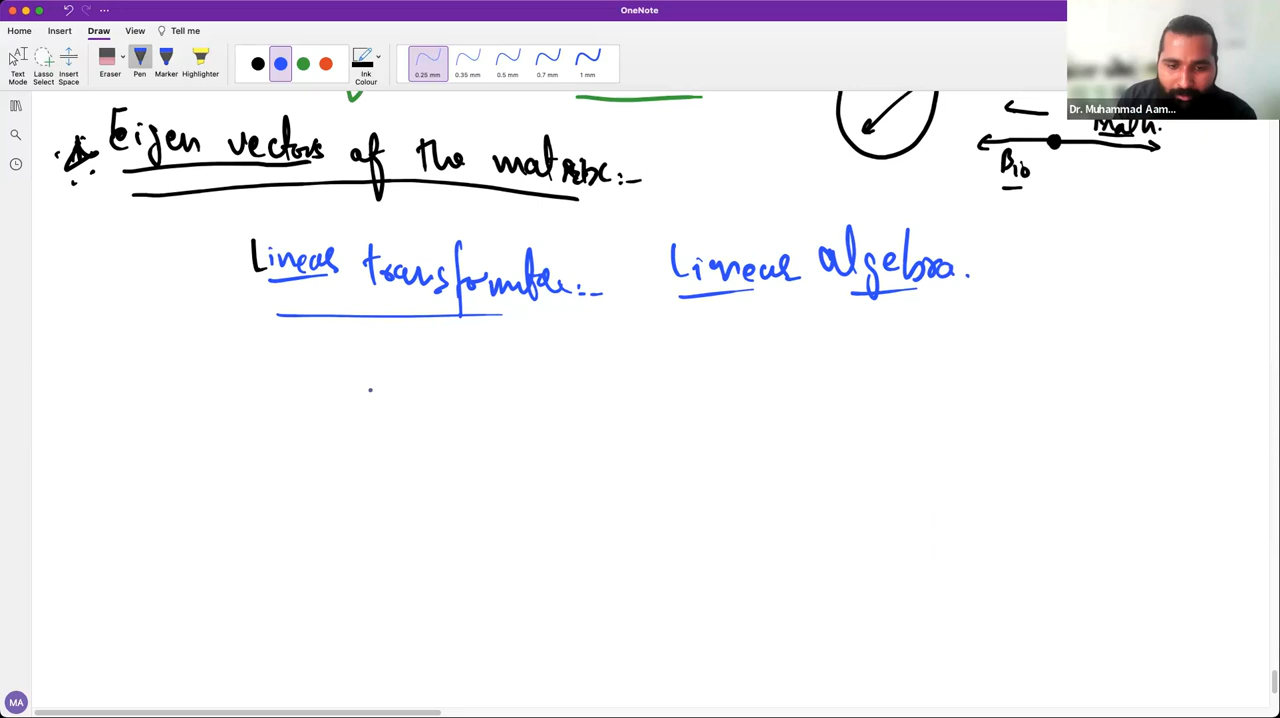 OneNote
Home Insert Draw View Tell me
Text Mode Lasso Select Insert Space Eraser Pen Marker Highlighter Ink Colour 0.25 mm 0.35 mm 0.5 mm 0.7 mm 1 mm
Dr. Muhammad Aam...
Math.
Bio
Eigen vectors of the matrix:-
Linear transformation:- Linear algebra.
MA